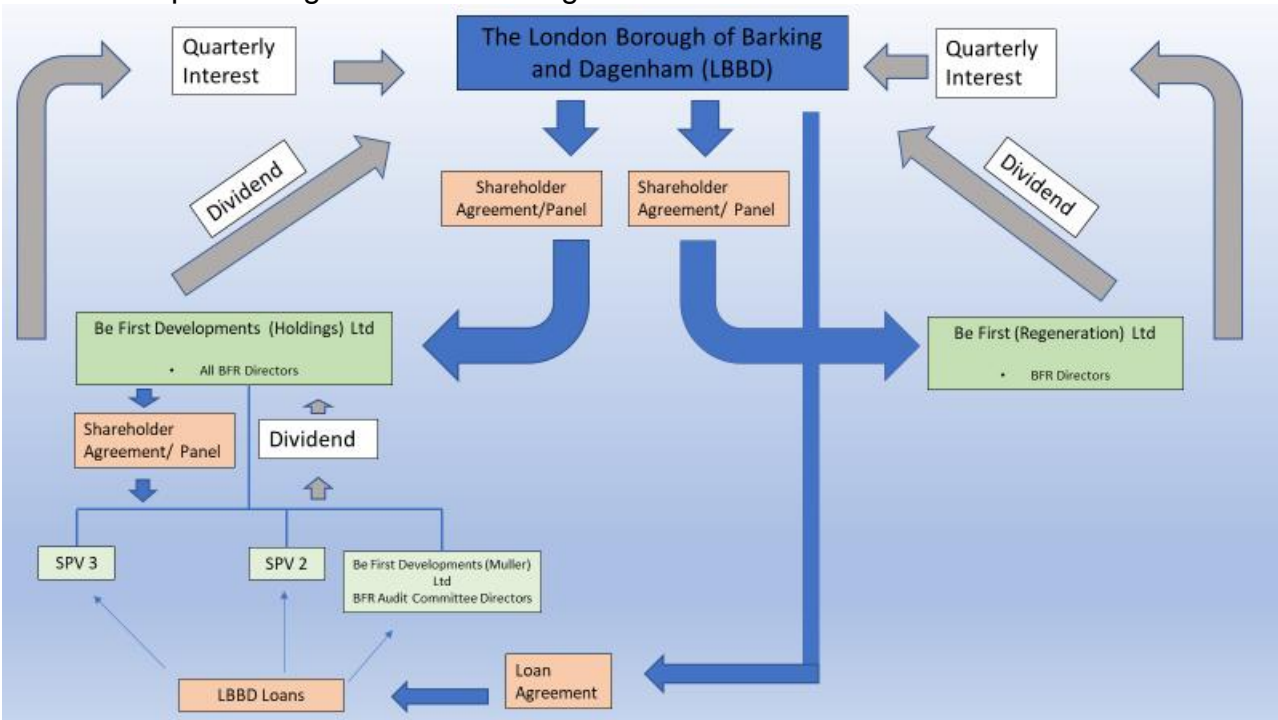 Quarterly
Interest
The London Borough of Barking
and Dagenham (LBBD)
Quarterly
Interest
Dividend
Shareholder
Agreement/Panel
Shareholder
Agreement/ Panel
Dividend
Be First Developments (Holdings) Ltd
• All BFR Directors
Be First (Regeneration) Ltd
• BFR Directors
Shareholder
Agreement/ Panel
Dividend
SPV 3
SPV 2
Be First Developments (Muller)
Ltd
BFR Audit Committee Directors
LBBD Loans
Loan
Agreement